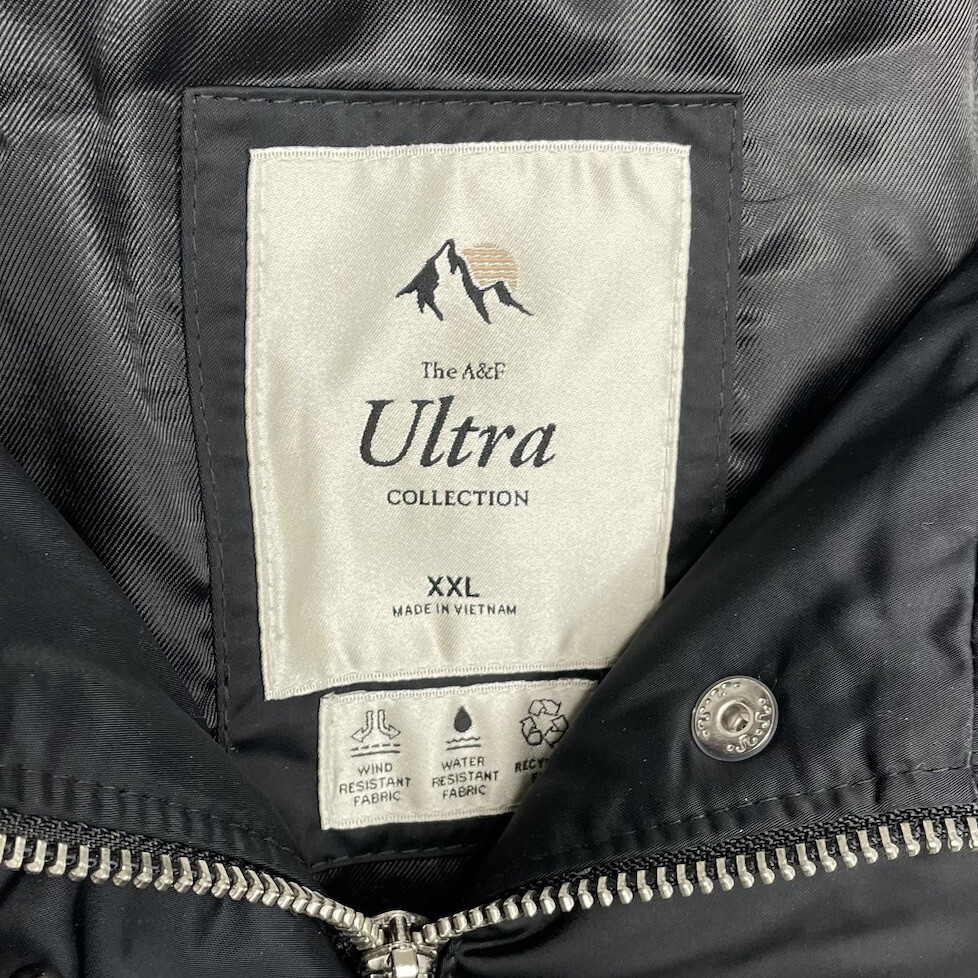 The A&F
Ultra
COLLECTION
XXL
MADE IN VIETNAM
WIND
RESISTANT
FABRIC
WATER
RESISTANT
FABRIC